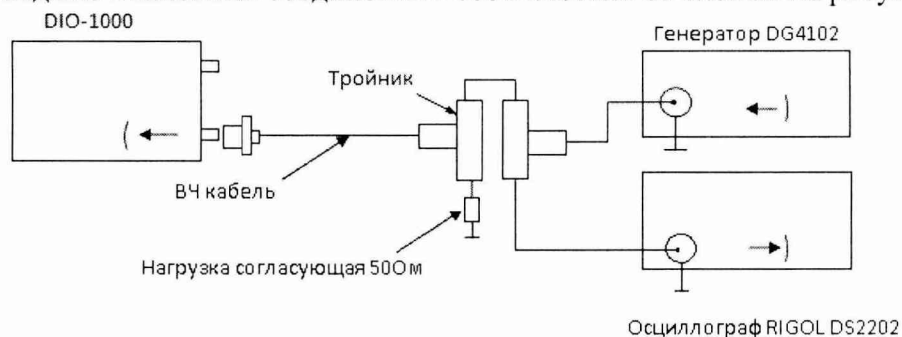 DIO-1000
Генератор DG4102
Тройник
ВЧ кабель
Нагрузка согласующая 50Ом
Осциллограф RIGOL DS2202